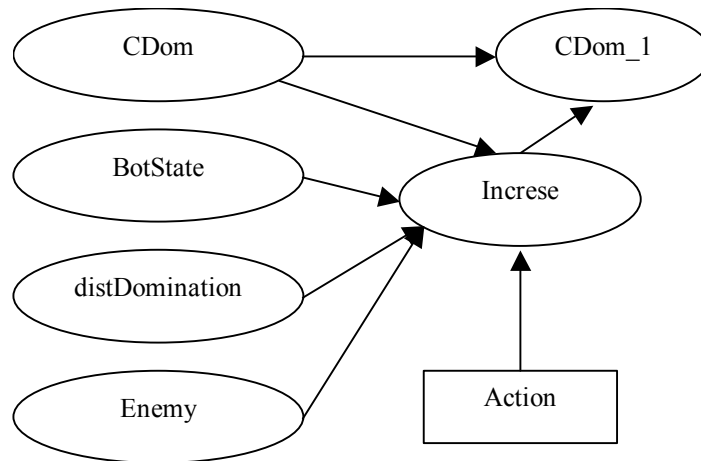 CDom
CDom_1
BotState
Increse
distDomination
Enemy
Action